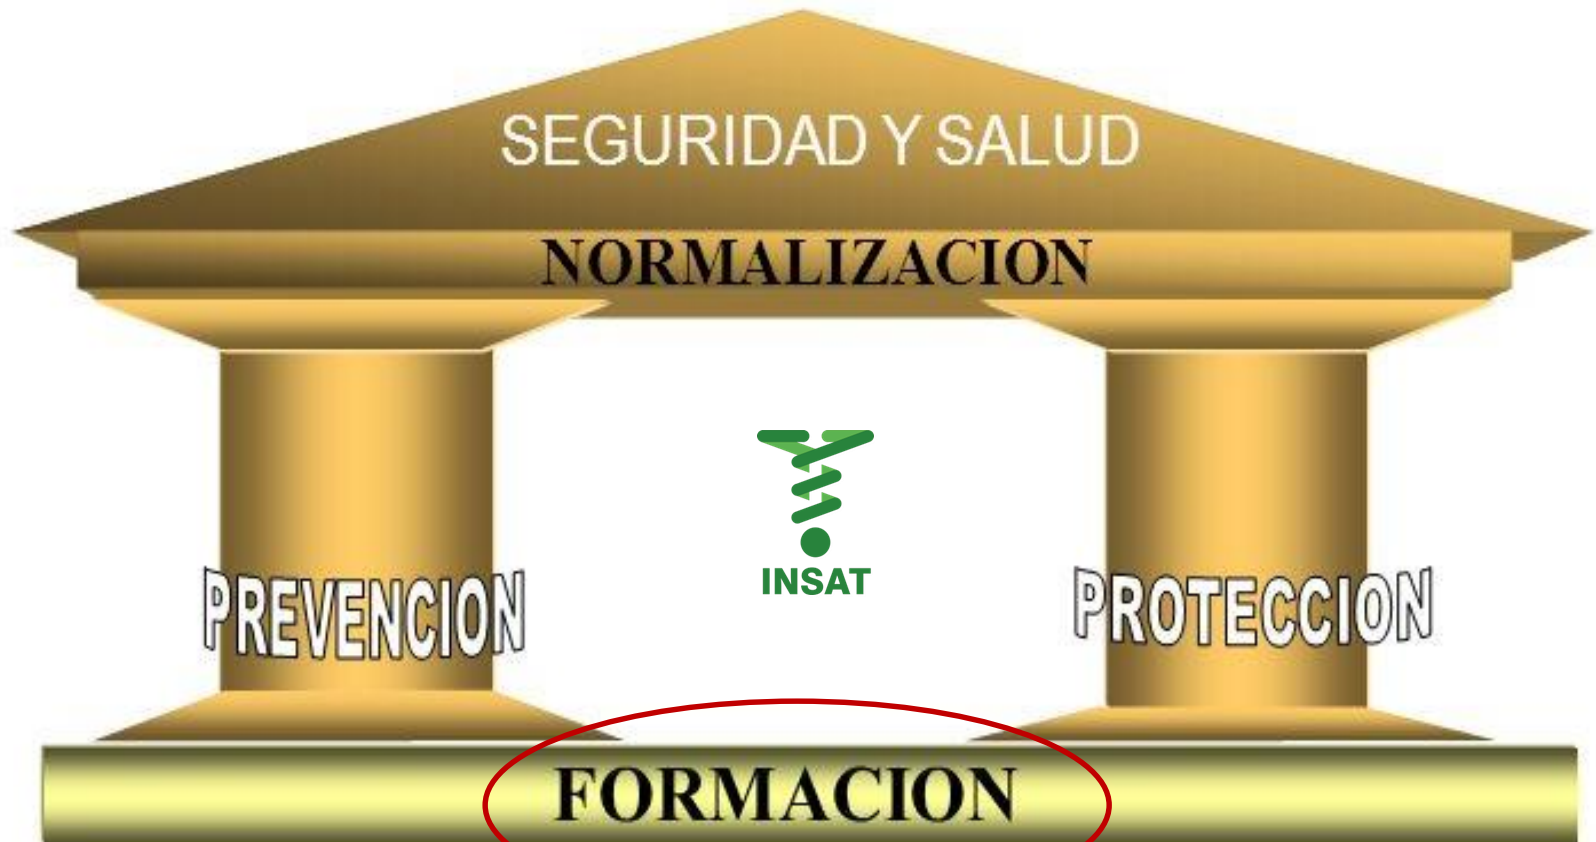 SEGURIDAD Y SALUD
NORMALIZACION
INSAT
PREVENCION
PROTECCION
FORMACION